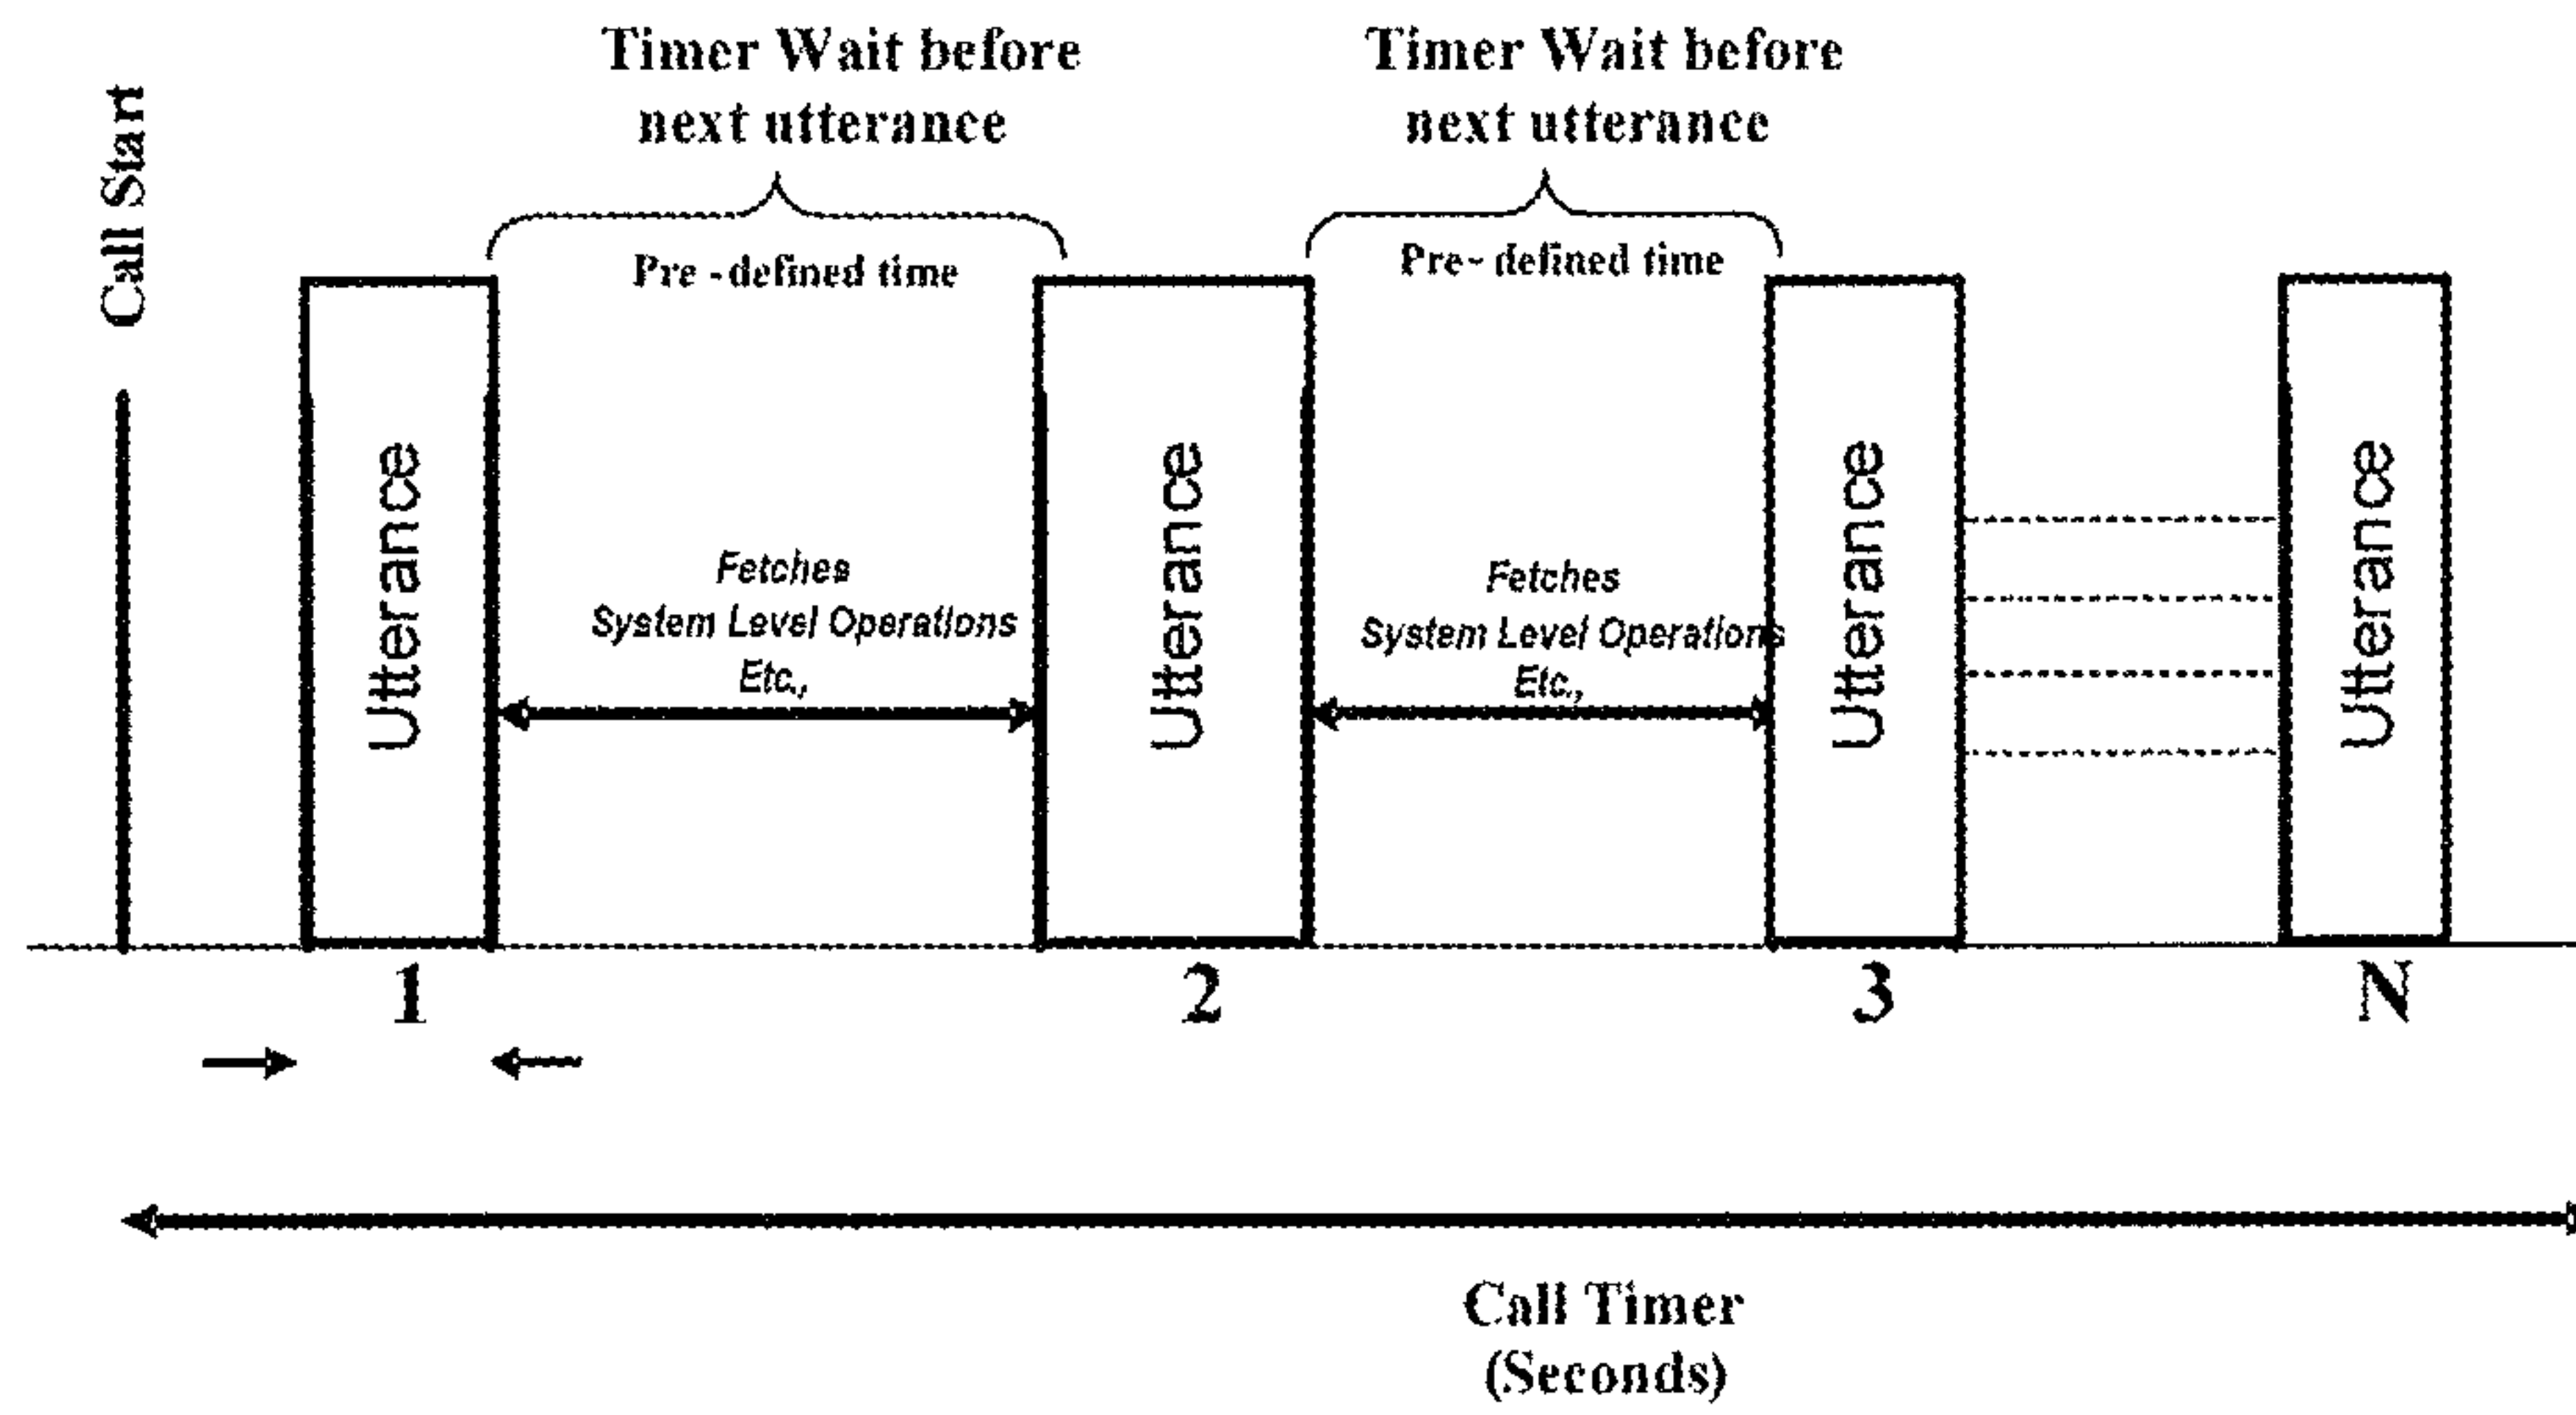 Call Start
Timer Wait before
next utterance
Pre -defined time
Timer Wait before
next utterance
Pre- defined time
Utterance
Fetches
System Level Operations
Etc.,
Utterance
Fetches
System Level Operations
Etc.,
Utterance
Utterance
1
2
3
N
Call Timer
(Seconds)